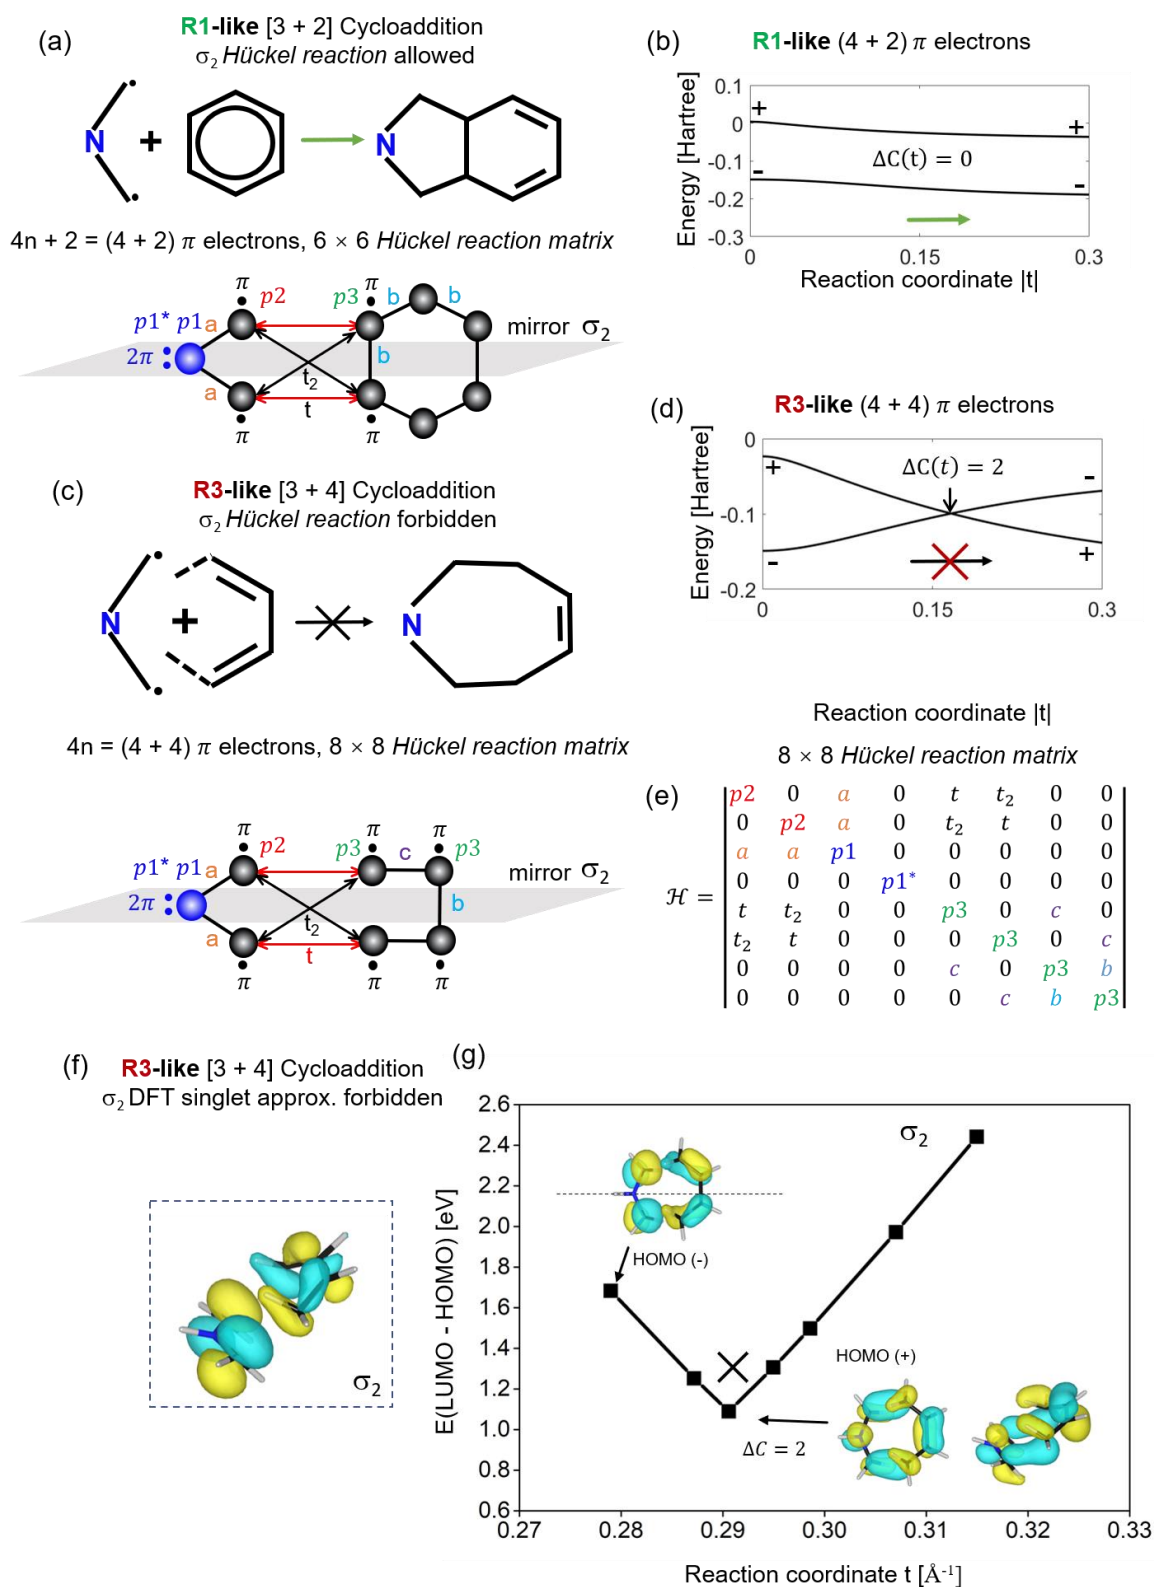 (a)
R1-like [3 + 2] Cycloaddition
σ₂ Hückel reaction allowed
N
+
N
4n + 2 = (4 + 2) π electrons, 6 × 6 Hückel reaction matrix
π p2 p3 π b b
p1* p1 a
mirror σ₂
2π b
t₂
a t
π π
(b)
R1-like (4 + 2) π electrons
Energy [Hartree]
0.1
0
-0.1
-0.2
-0.3
+ +
ΔC(t) = 0
- -
0 0.15 0.3
Reaction coordinate |t|
(c)
R3-like [3 + 4] Cycloaddition
σ₂ Hückel reaction forbidden
N
+
N
4n = (4 + 4) π electrons, 8 × 8 Hückel reaction matrix
π p2 π π
p3 c p3
p1* p1 a
mirror σ₂
2π b
t₂
a t
π π π
(d)
R3-like (4 + 4) π electrons
Energy [Hartree]
0
-0.1
-0.2
+ -
ΔC(t) = 2
- +
0 0.15 0.3
Reaction coordinate |t|
8 × 8 Hückel reaction matrix
(e)
ℋ =
p2 0 a 0 t t₂ 0 0
0 p2 a 0 t₂ t 0 0
a a p1 0 0 0 0 0
0 0 0 p1* 0 0 0 0
t t₂ 0 0 p3 0 c 0
t₂ t 0 0 0 p3 0 c
0 0 0 0 c 0 p3 b
0 0 0 0 0 c b p3
(f)
R3-like [3 + 4] Cycloaddition
σ₂ DFT singlet approx. forbidden
σ₂
(g)
E(LUMO - HOMO) [eV]
2.6
2.4
2.2
2.0
1.8
1.6
1.4
1.2
1.0
0.8
0.6
σ₂
HOMO (-)
HOMO (+)
ΔC = 2
0.27 0.28 0.29 0.30 0.31 0.32 0.33
Reaction coordinate t [Å⁻¹]